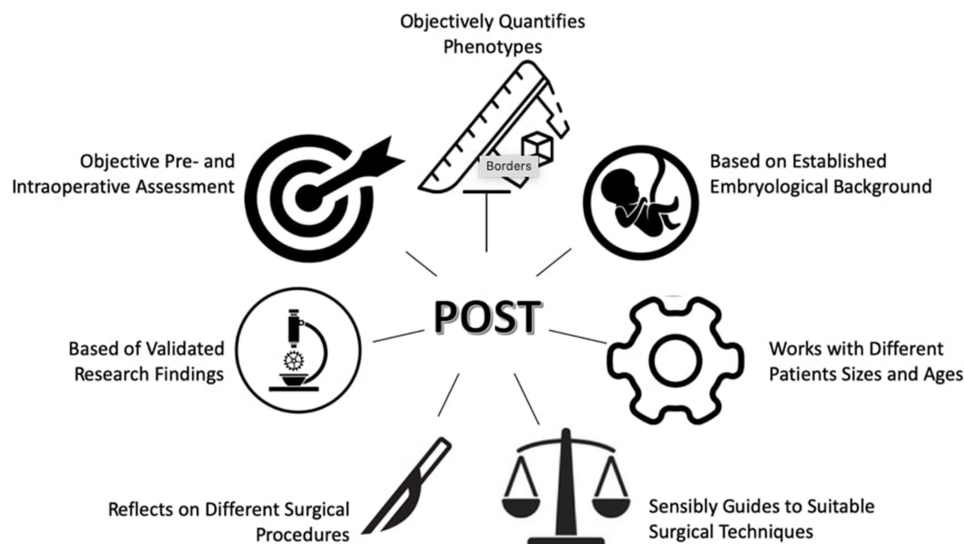 Objectively Quantifies
Phenotypes
Objective Pre- and
Intraoperative Assessment
Borders
Based on Established
Embryological Background
POST
Based of Validated
Research Findings
Works with Different
Patients Sizes and Ages
Reflects on Different Surgical
Procedures
Sensibly Guides to Suitable
Surgical Techniques